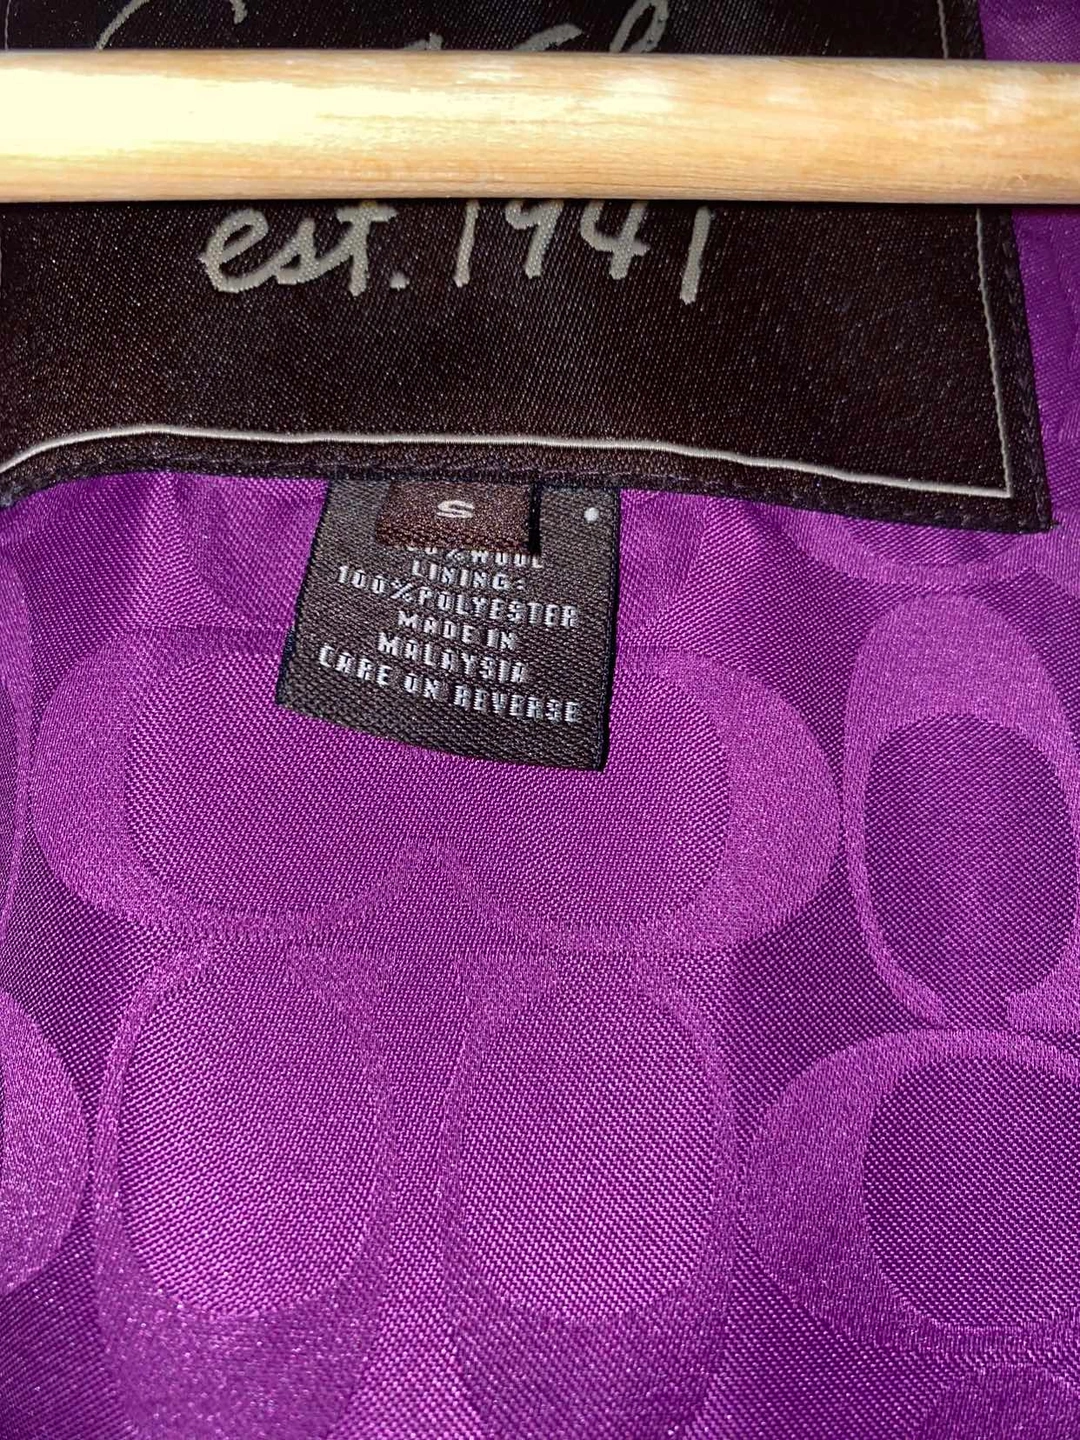 est. 1941
S
LINING:
100%POLYESTER
MADE IN
MALAYSIA
CARE ON REVERSE